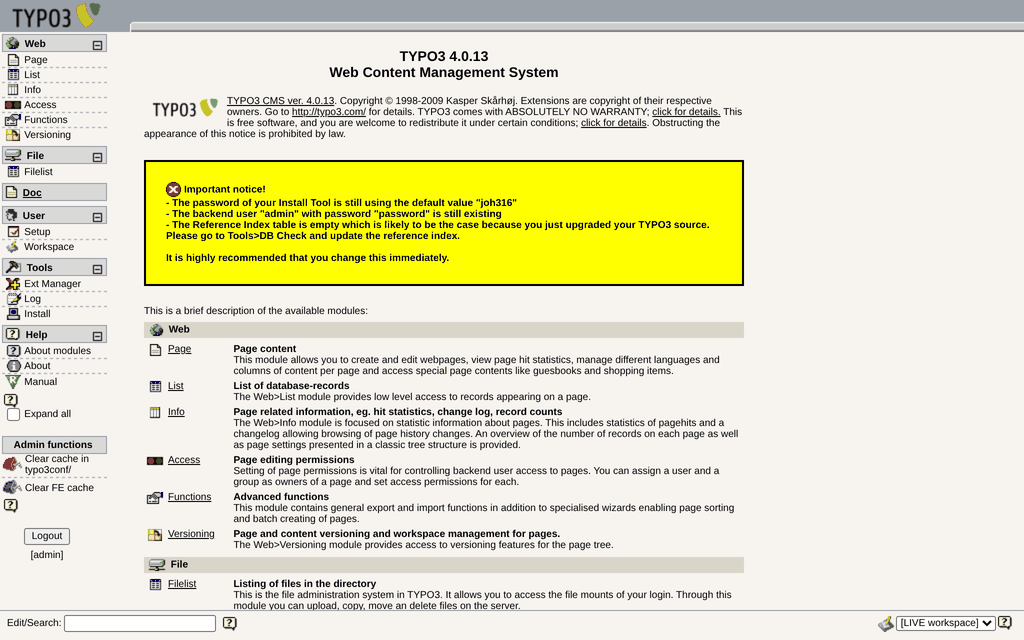 TYPO3
Web
Page
List
Info
Access
Functions
Versioning
File
Filelist
Doc
User
Setup
Workspace
Tools
Ext Manager
Log
Install
Help
About modules
About
Manual
Expand all
Admin functions
Clear cache in
typo3conf/
Clear FE cache
Logout
[admin]
TYPO3 4.0.13
Web Content Management System
TYPO3
TYPO3 CMS ver. 4.0.13. Copyright © 1998-2009 Kasper Skårhøj. Extensions are copyright of their respective
owners. Go to http://typo3.com/ for details. TYPO3 comes with ABSOLUTELY NO WARRANTY; click for details. This
is free software, and you are welcome to redistribute it under certain conditions; click for details. Obstructing the
appearance of this notice is prohibited by law.
Important notice!
- The password of your Install Tool is still using the default value "joh316"
- The backend user "admin" with password "password" is still existing
- The Reference Index table is empty which is likely to be the case because you just upgraded your TYPO3 source.
Please go to Tools>DB Check and update the reference index.
It is highly recommended that you change this immediately.
This is a brief description of the available modules:
Web
Page
Page content
This module allows you to create and edit webpages, view page hit statistics, manage different languages and
columns of content per page and access special page contents like guesbooks and shopping items.
List
List of database-records
The Web>List module provides low level access to records appearing on a page.
Info
Page related information, eg. hit statistics, change log, record counts
The Web>Info module is focused on statistic information about pages. This includes statistics of pagehits and a
changelog allowing browsing of page history changes. An overview of the number of records on each page as well
as page settings presented in a classic tree structure is provided.
Access
Page editing permissions
Setting of page permissions is vital for controlling backend user access to pages. You can assign a user and a
group as owners of a page and set access permissions for each.
Functions
Advanced functions
This module contains general export and import functions in addition to specialised wizards enabling page sorting
and batch creating of pages.
Versioning
Page and content versioning and workspace management for pages.
The Web>Versioning module provides access to versioning features for the page tree.
File
Filelist
Listing of files in the directory
This is the file administration system in TYPO3. It allows you to access the file mounts of your login. Through this
module you can upload, copy, move an delete files on the server.
Edit/Search:
[LIVE workspace]